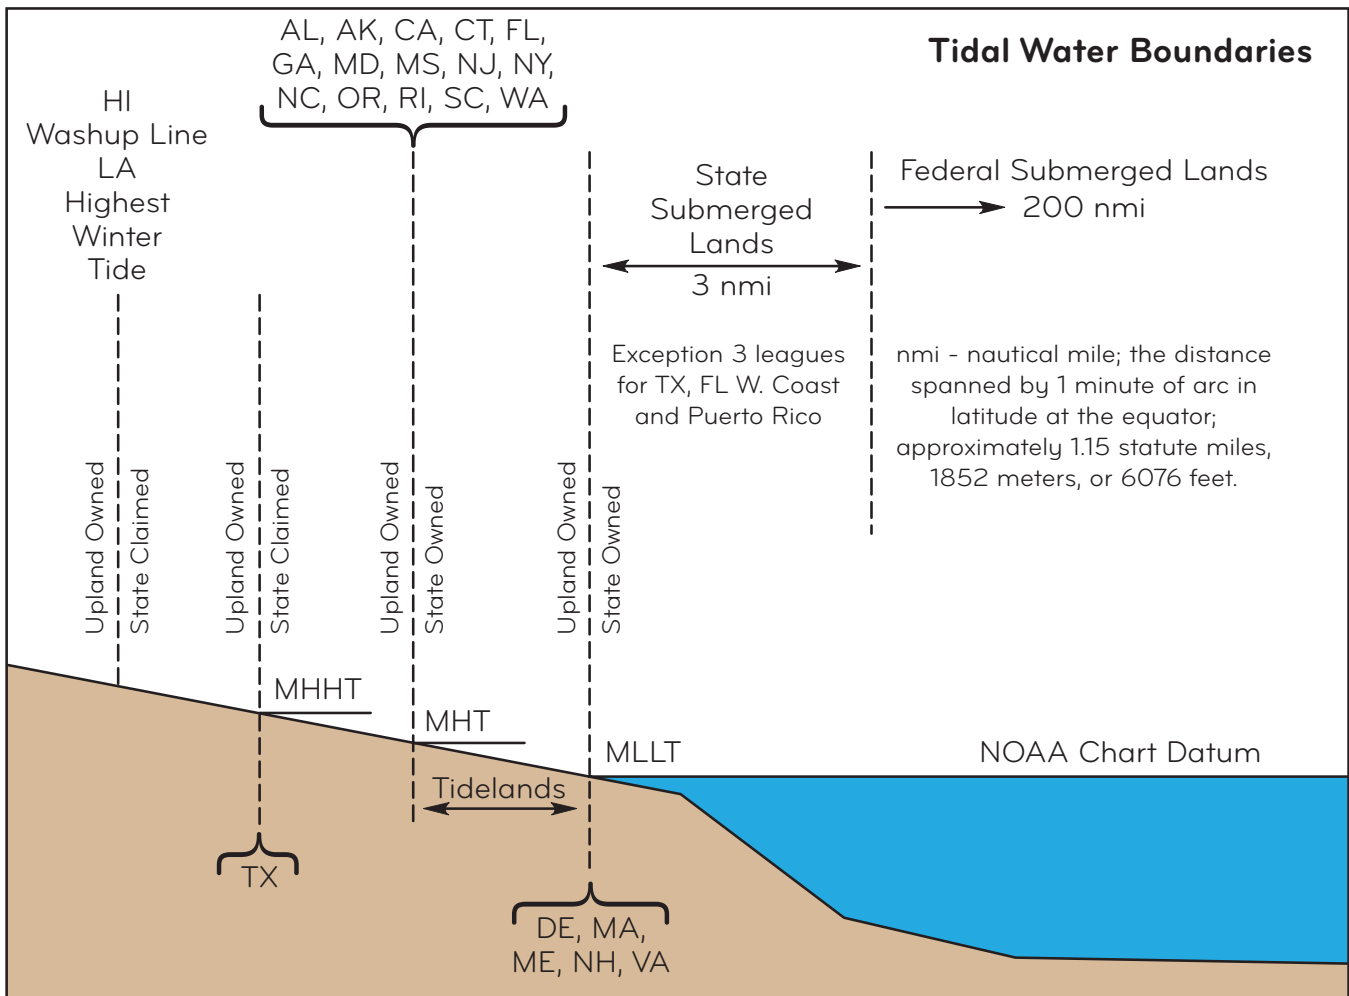 Tidal Water Boundaries
AL, AK, CA, CT, FL,
GA, MD, MS, NJ, NY,
NC, OR, RI, SC, WA
HI
Washup Line
LA
Highest
Winter
Tide
State
Submerged
Lands
3 nmi
Federal Submerged Lands
200 nmi
Exception 3 leagues
for TX, FL W. Coast
and Puerto Rico
nmi - nautical mile; the distance
spanned by 1 minute of arc in
latitude at the equator;
approximately 1.15 statute miles,
1852 meters, or 6076 feet.
Upland Owned
State Claimed
Upland Owned
State Claimed
Upland Owned
State Owned
Upland Owned
State Owned
MHHT
MHT
MLLT
NOAA Chart Datum
Tidelands
TX
DE, MA,
ME, NH, VA